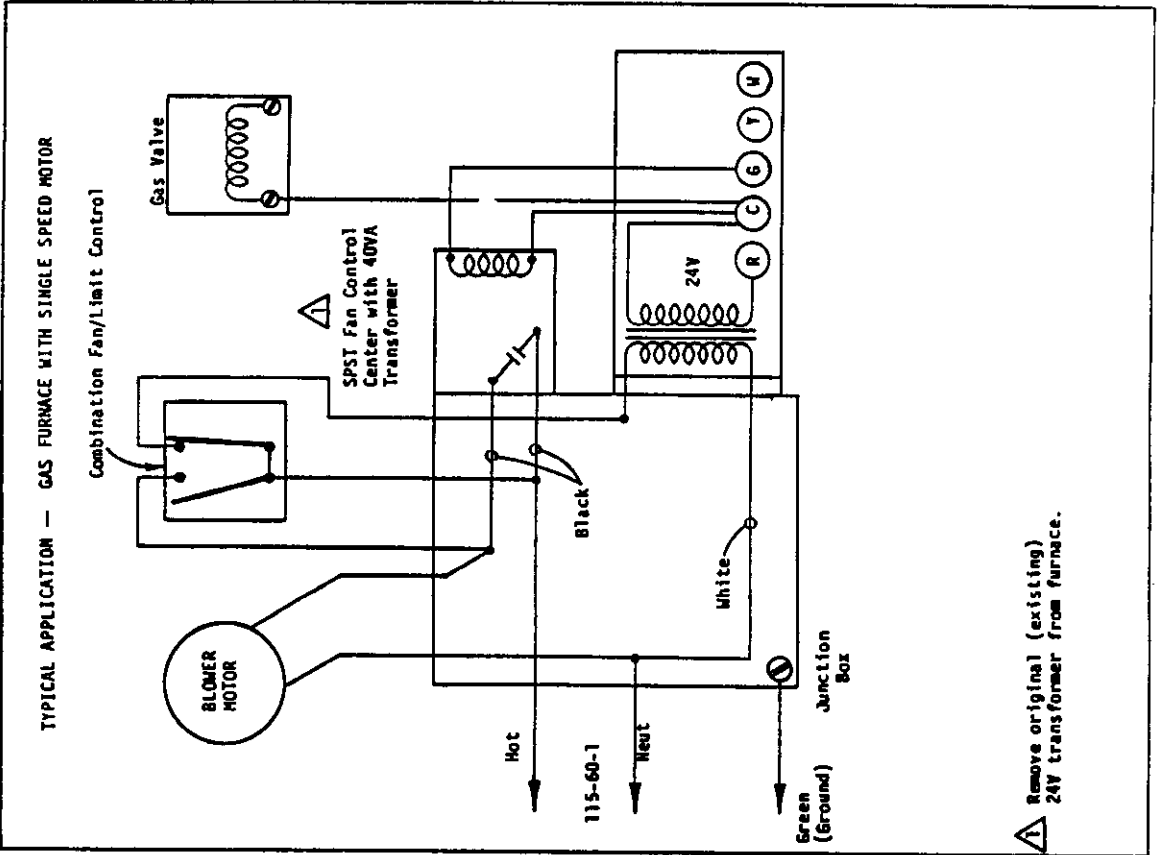 TYPICAL APPLICATION — GAS FURNACE WITH SINGLE SPEED MOTOR
Combination Fan/Limit Control
Gas Valve
1
SPST Fan Control
Center with 40VA
Transformer
BLOWER
MOTOR
24V
R
C
G
Y
W
Black
White
Hot
115-60-1
Neut
Green
(Ground)
Junction
Box
1 Remove original (existing)
24V transformer from furnace.